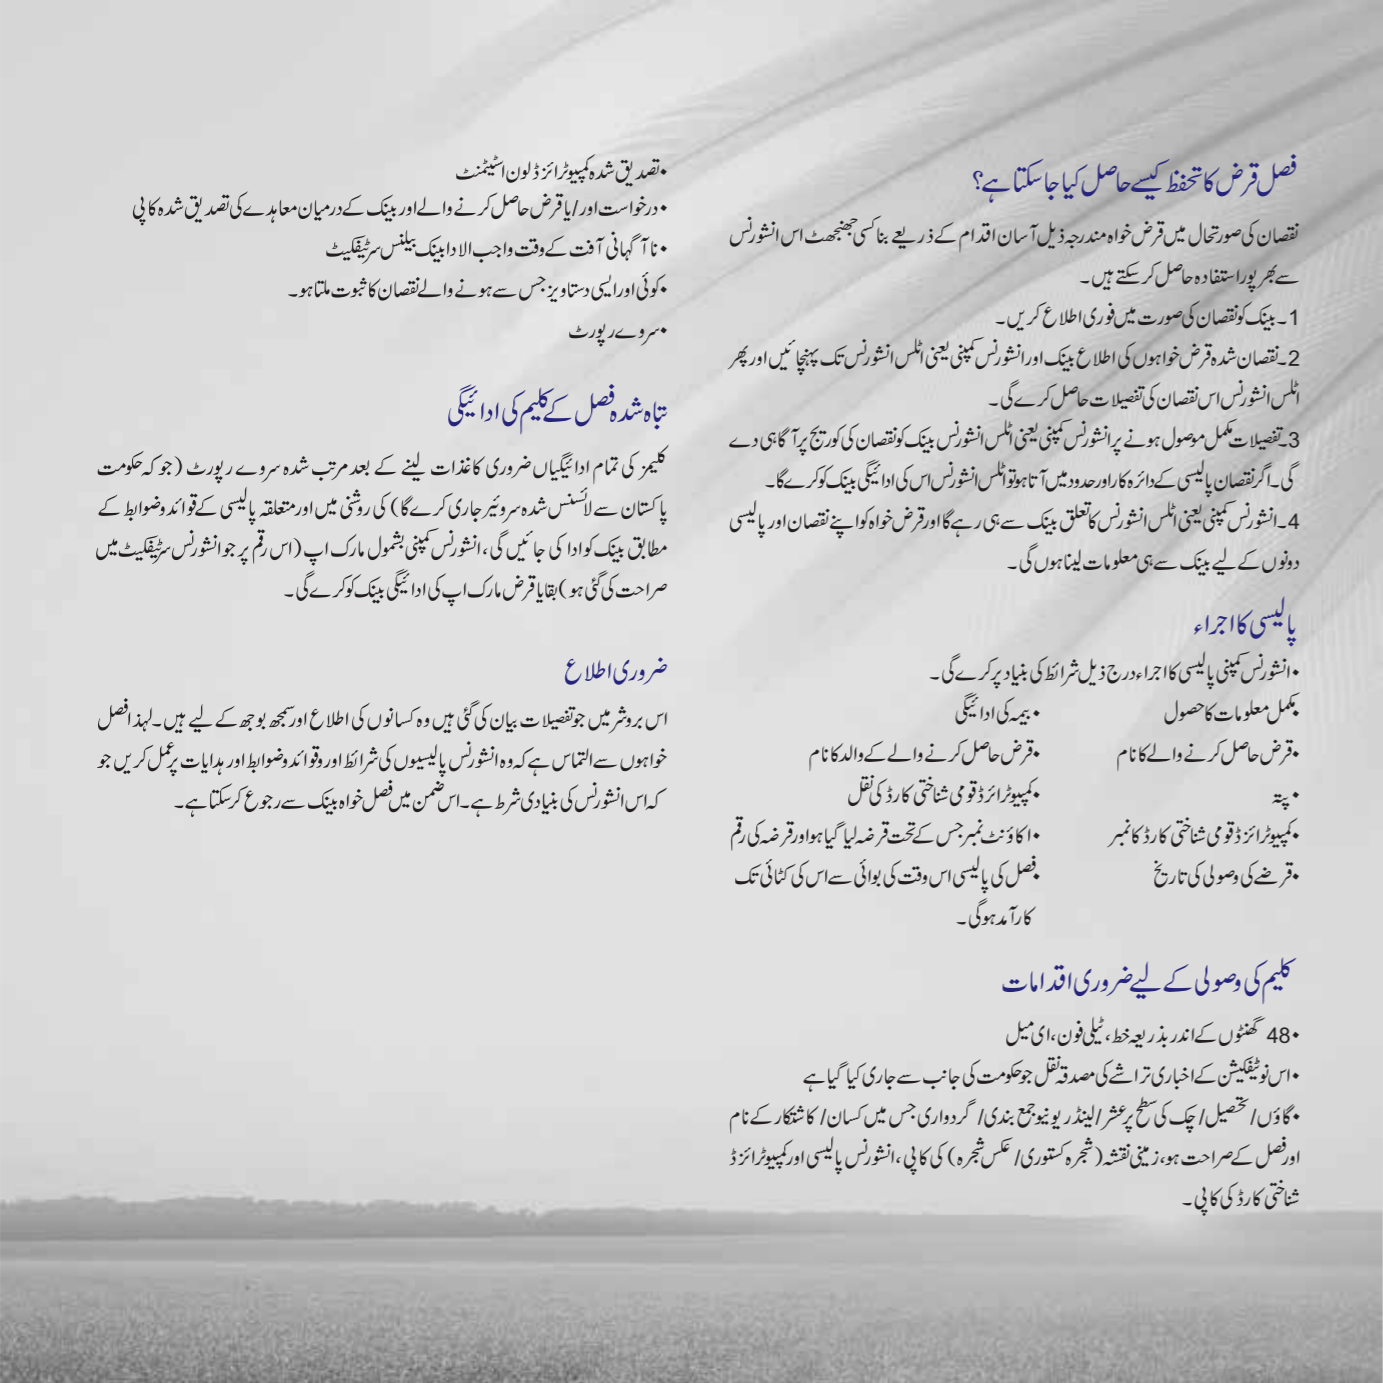 فصل قرض کا تحفظ کیسے حاصل کیا جاسکتا ہے؟
نقصان کی صورتحال میں قرض خواہ مندرجہ ذیل آسان اقدام کے ذریعے بنا کسی جھنجھٹ اس انشورنس
سے بھرپور استفادہ حاصل کرسکتے ہیں۔
1۔ بینک کو نقصان کی صورت میں فوری اطلاع کریں۔
2۔ نقصان شدہ قرض خواہوں کی اطلاع بینک اور انشورنس کمپنی یعنی اٹلس انشورنس تک پہنچائیں اور پھر
اٹلس انشورنس اس نقصان کی تفصیلات حاصل کرے گی۔
3۔ تفصیلات مکمل موصول ہونے پر انشورنس کمپنی یعنی اٹلس انشورنس بینک کو نقصان کی کوریج پر آگاہی دے
گی۔ اگر نقصان پالیسی کے دائرہ کار اور حدود میں آتا ہو تو اٹلس انشورنس اس کی ادائیگی بینک کو کرے گا۔
4۔ انشورنس کمپنی یعنی اٹلس انشورنس کا تعلق بینک سے ہی رہے گا اور قرض خواہ کو اپنے نقصان اور پالیسی
دونوں کے لیے بینک سے ہی معلومات لینا ہوں گی۔
پالیسی کا اجراء
•انشورنس کمپنی پالیسی کا اجراء درج ذیل شرائط کی بنیاد پر کرے گی۔
•مکمل معلومات کا حصول •بیمہ کی ادائیگی
•قرض حاصل کرنے والے کا نام •قرض حاصل کرنے والے کے والد کا نام
•پتہ •کمپیوٹرائزڈ قومی شناختی کارڈ کی نقل
•کمپیوٹرائزڈ قومی شناختی کارڈ کا نمبر •اکاؤنٹ نمبر جس کے تحت قرضہ لیا گیا ہو اور قرضہ کی رقم
•قرضے کی وصولی کی تاریخ •فصل کی پالیسی اس وقت کی بوائی سے اس کی کٹائی تک
کارآمد ہوگی۔
کلیم کی وصولی کے لیے ضروری اقدامات
•48 گھنٹوں کے اندر بذریعہ خط، ٹیلی فون، ای میل
•اس نوٹیفکیشن کے اخباری تراشے کی مصدقہ نقل جو حکومت کی جانب سے جاری کیا گیا ہے
•گاؤں/ تحصیل/ چک کی سطح پر عشر/ لینڈ ریونیو جمع بندی/ گردواری جس میں کسان/ کاشتکار کے نام
اور فصل کے صراحت ہو، زمینی نقشہ (شجرہ کستوری/ عکس شجرہ) کی کاپی، انشورنس پالیسی اور کمپیوٹرائزڈ
شناختی کارڈ کی کاپی۔
•تصدیق شدہ کمپیوٹرائزڈ لون اسٹیٹمنٹ
•درخواست اور/یا قرض حاصل کرنے والے اور بینک کے درمیان معاہدے کی تصدیق شدہ کاپی
•ناآگہانی آفت کے وقت واجب الادا بینک بیلنس سرٹیفکیٹ
•کوئی اور ایسی دستاویز جس سے ہونے والے نقصان کا ثبوت ملتا ہو۔
•سروے رپورٹ
تباہ شدہ فصل کے کلیم کی ادائیگی
کلیمز کی تمام ادائیگیاں ضروری کاغذات لینے کے بعد مرتب شدہ سروے رپورٹ (جو کہ حکومت
پاکستان سے لائسنس شدہ سروئیر جاری کرے گا) کی روشنی میں اور متعلقہ پالیسی کے قوائد و ضوابط کے
مطابق بینک کو ادا کی جائیں گی، انشورنس کمپنی بشمول مارک اپ (اس رقم پر جو انشورنس سرٹیفکیٹ میں
صراحت کی گئی ہو) بقایا قرض مارک اپ کی ادائیگی بینک کو کرے گی۔
ضروری اطلاع
اس بروشر میں جو تفصیلات بیان کی گئی ہیں وہ کسانوں کی اطلاع اور سمجھ بوجھ کے لیے ہیں۔ لہذا فصل
خواہوں سے التماس ہے کہ وہ انشورنس پالیسیوں کی شرائط اور و قوائد و ضوابط اور ہدایات پر عمل کریں جو
کہ اس انشورنس کی بنیادی شرط ہے۔ اس ضمن میں فصل خواہ بینک سے رجوع کرسکتا ہے۔